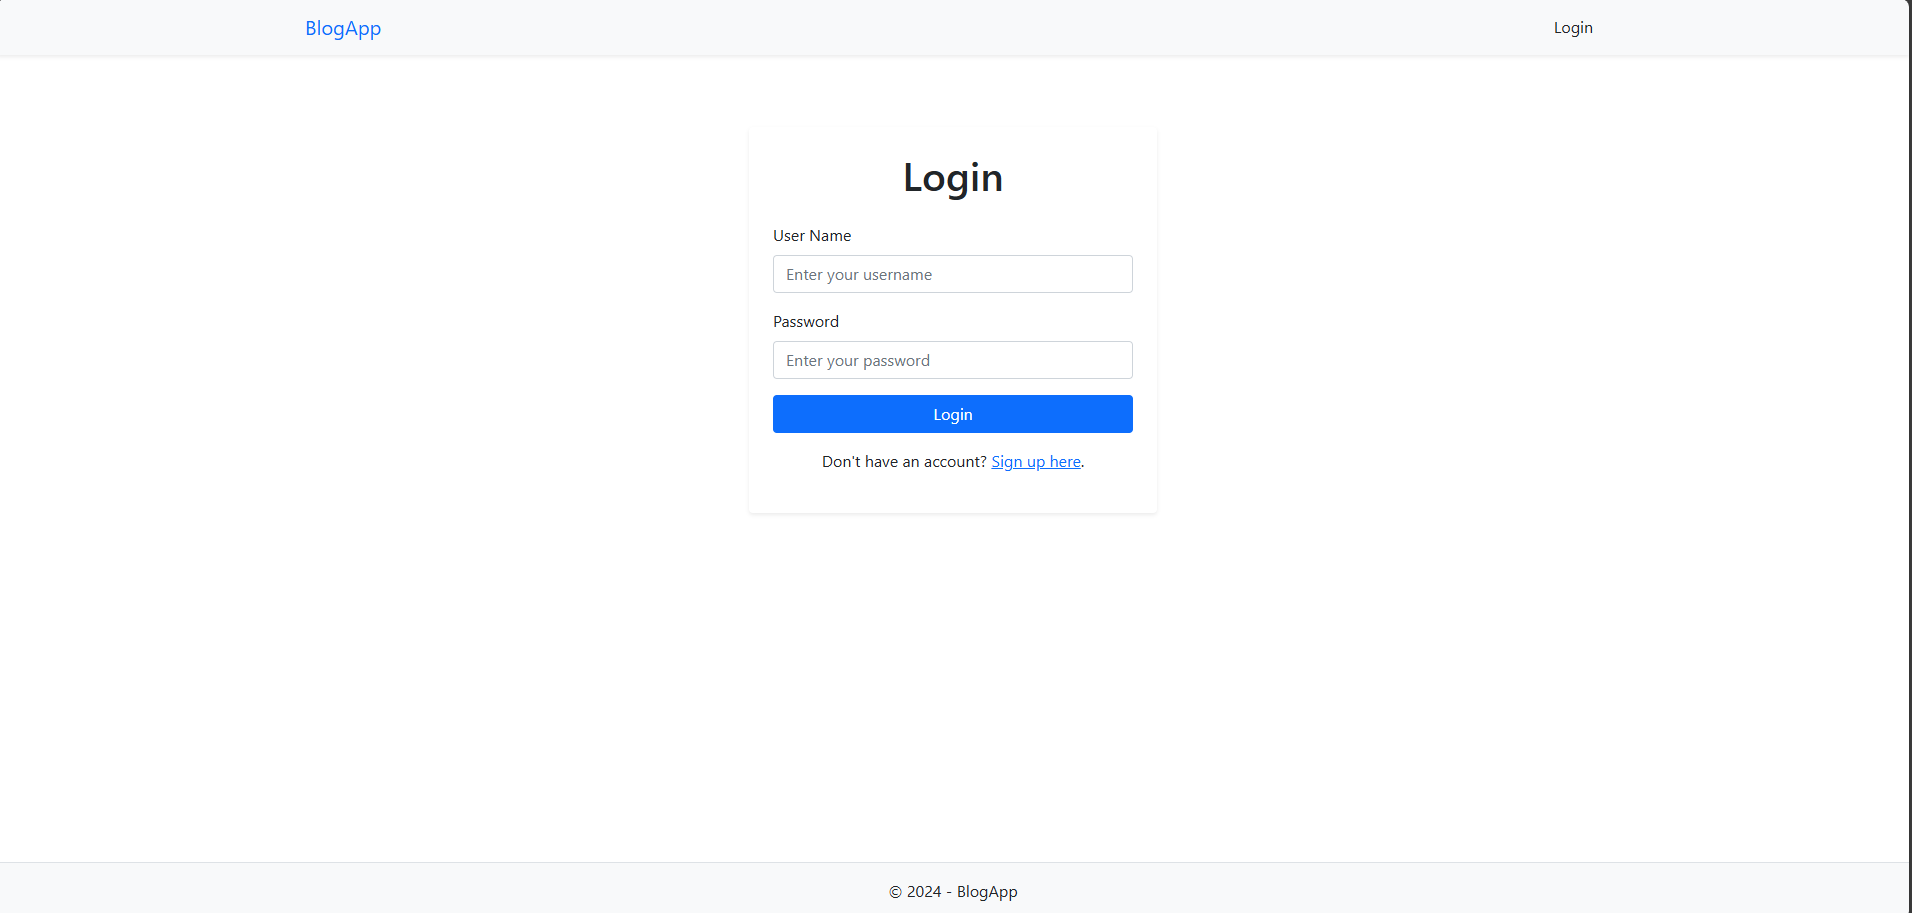 BlogApp
Login
Login
User Name
Enter your username
Password
Enter your password
Login
Don't have an account? Sign up here.
© 2024 - BlogApp